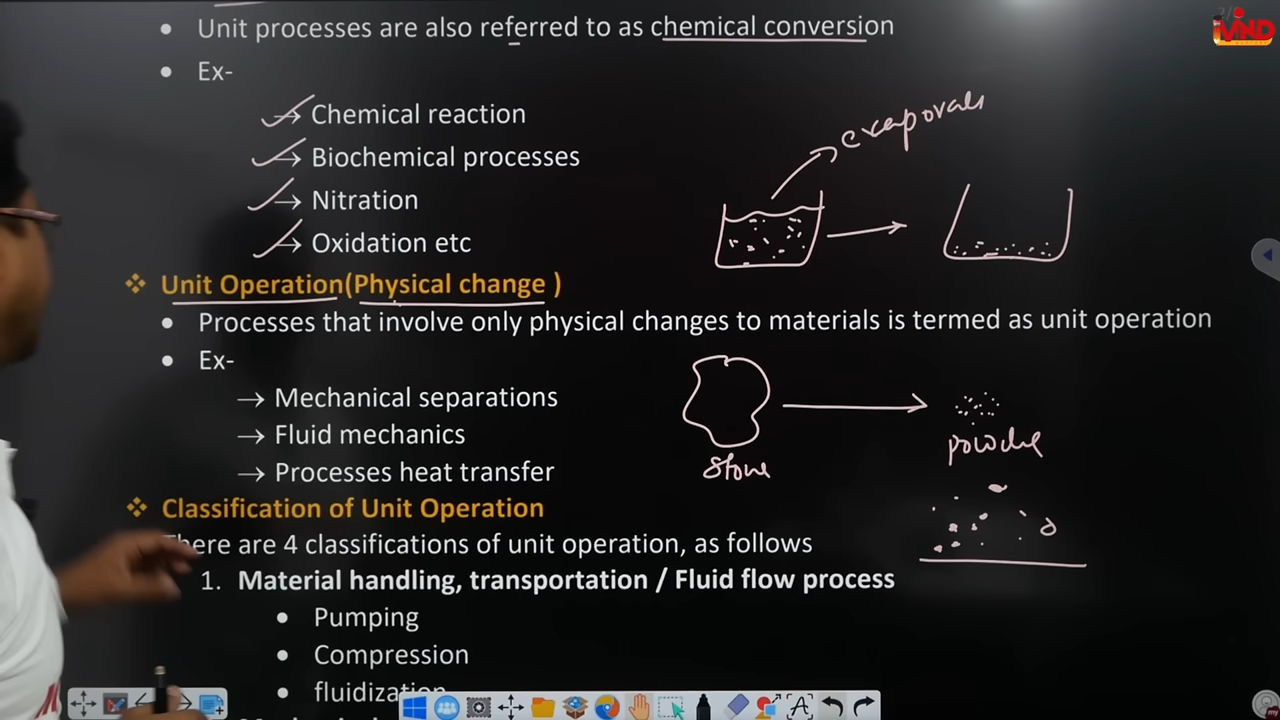 Unit processes are also referred to as chemical conversion
Ex-
Chemical reaction
Biochemical processes
Nitration
Oxidation etc
Unit Operation(Physical change )
Processes that involve only physical changes to materials is termed as unit operation
Ex-
Mechanical separations
Fluid mechanics
Processes heat transfer
Classification of Unit Operation
There are 4 classifications of unit operation, as follows
1. Material handling, transportation / Fluid flow process
Pumping
Compression
fluidization
stone